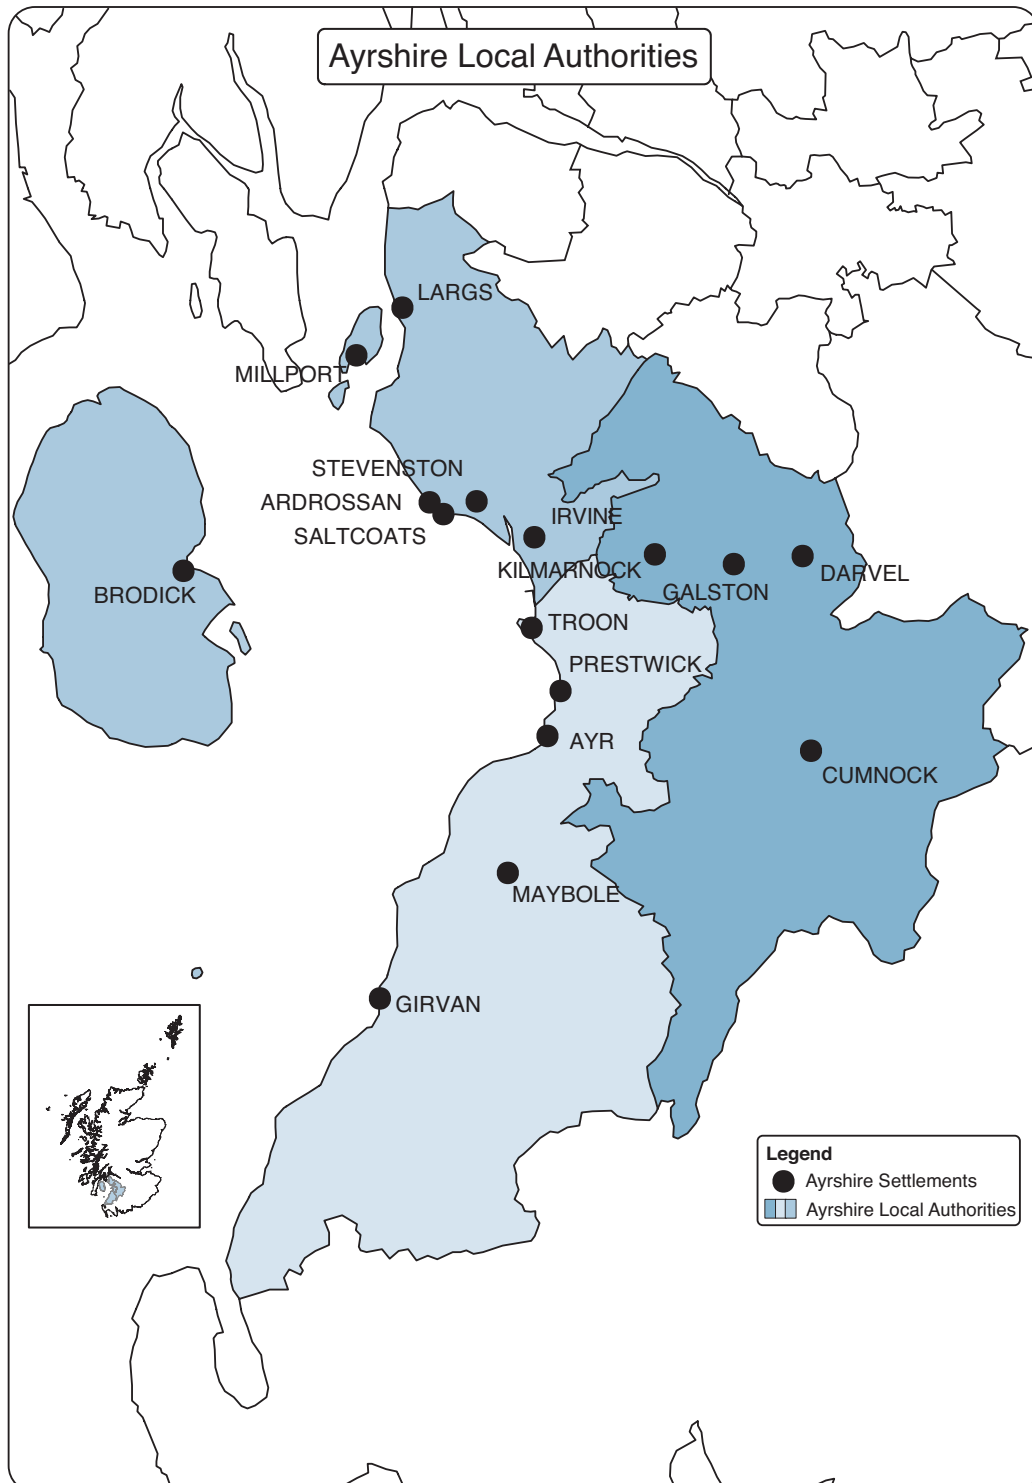 Ayrshire Local Authorities
LARGS
MILLPORT
STEVENSTON
ARDROSSAN
SALTCOATS
IRVINE
KILMARNOCK
GALSTON
DARVEL
BRODICK
TROON
PRESTWICK
AYR
CUMNOCK
MAYBOLE
GIRVAN
Legend
Ayrshire Settlements
Ayrshire Local Authorities